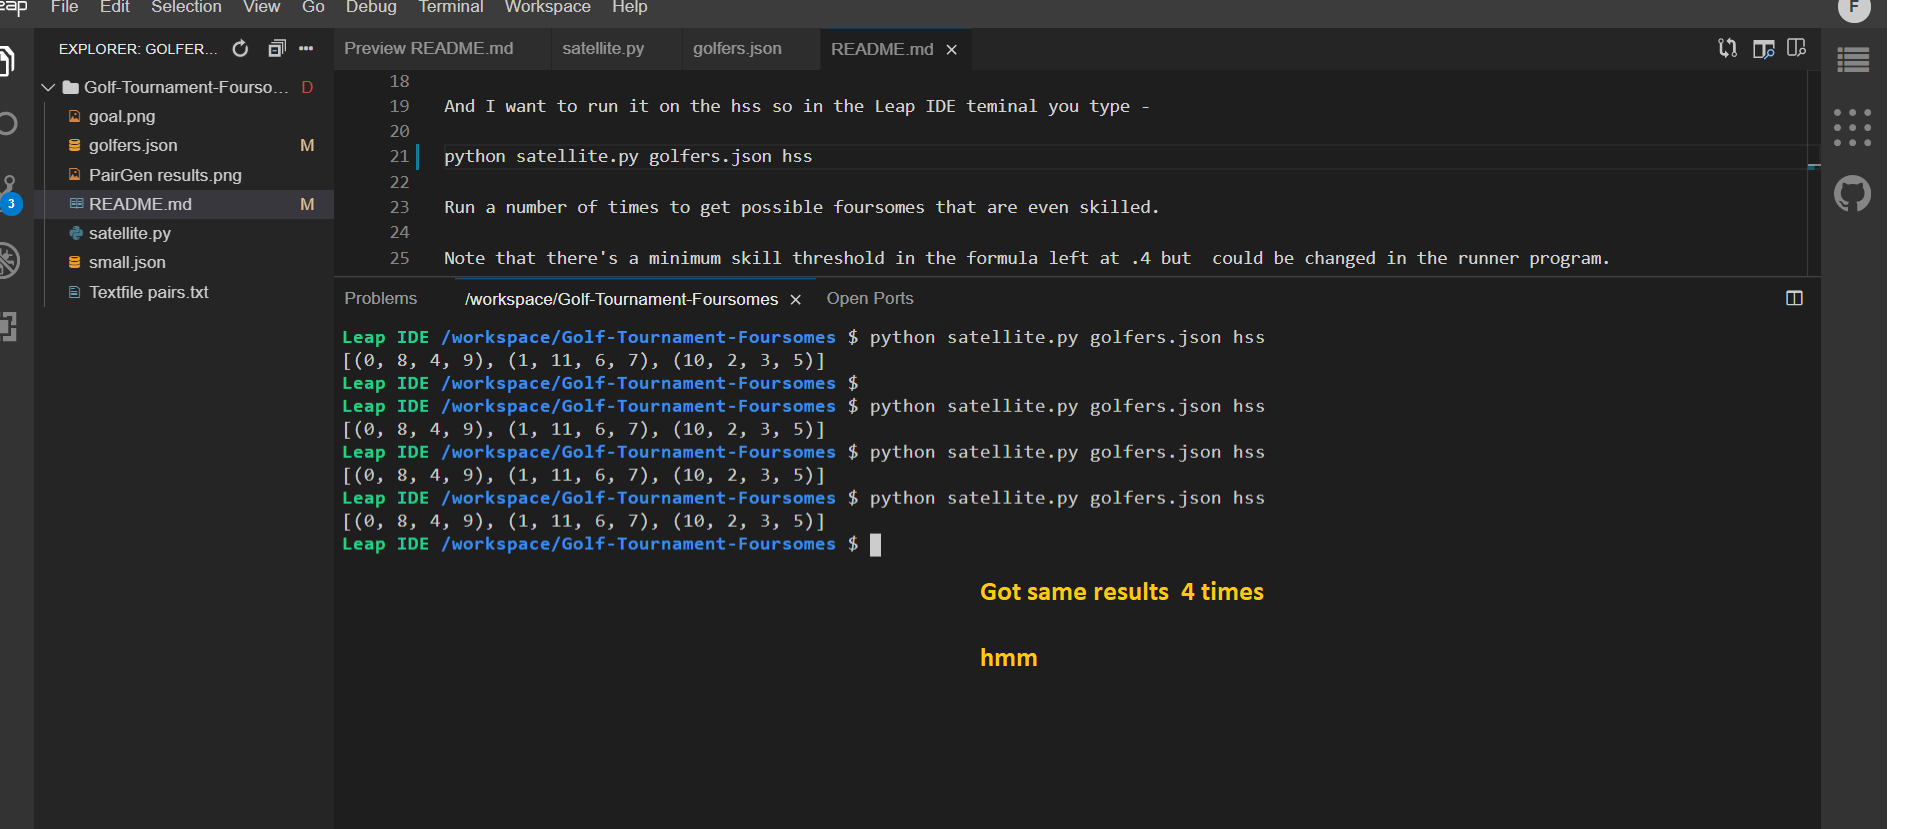 eap File Edit Selection View Go Debug Terminal Workspace Help F
EXPLORER: GOLFER...
Golf-Tournament-Fourso... D
goal.png
golfers.json M
PairGen results.png
README.md M
satellite.py
small.json
Textfile pairs.txt
3
Preview README.md satellite.py golfers.json README.md ×
18
19 And I want to run it on the hss so in the Leap IDE teminal you type -
20
21 python satellite.py golfers.json hss
22
23 Run a number of times to get possible foursomes that are even skilled.
24
25 Note that there's a minimum skill threshold in the formula left at .4 but  could be changed in the runner program.
Problems /workspace/Golf-Tournament-Foursomes × Open Ports
Leap IDE /workspace/Golf-Tournament-Foursomes $ python satellite.py golfers.json hss
[(0, 8, 4, 9), (1, 11, 6, 7), (10, 2, 3, 5)]
Leap IDE /workspace/Golf-Tournament-Foursomes $
Leap IDE /workspace/Golf-Tournament-Foursomes $ python satellite.py golfers.json hss
[(0, 8, 4, 9), (1, 11, 6, 7), (10, 2, 3, 5)]
Leap IDE /workspace/Golf-Tournament-Foursomes $ python satellite.py golfers.json hss
[(0, 8, 4, 9), (1, 11, 6, 7), (10, 2, 3, 5)]
Leap IDE /workspace/Golf-Tournament-Foursomes $ python satellite.py golfers.json hss
[(0, 8, 4, 9), (1, 11, 6, 7), (10, 2, 3, 5)]
Leap IDE /workspace/Golf-Tournament-Foursomes $
Got same results  4 times
hmm